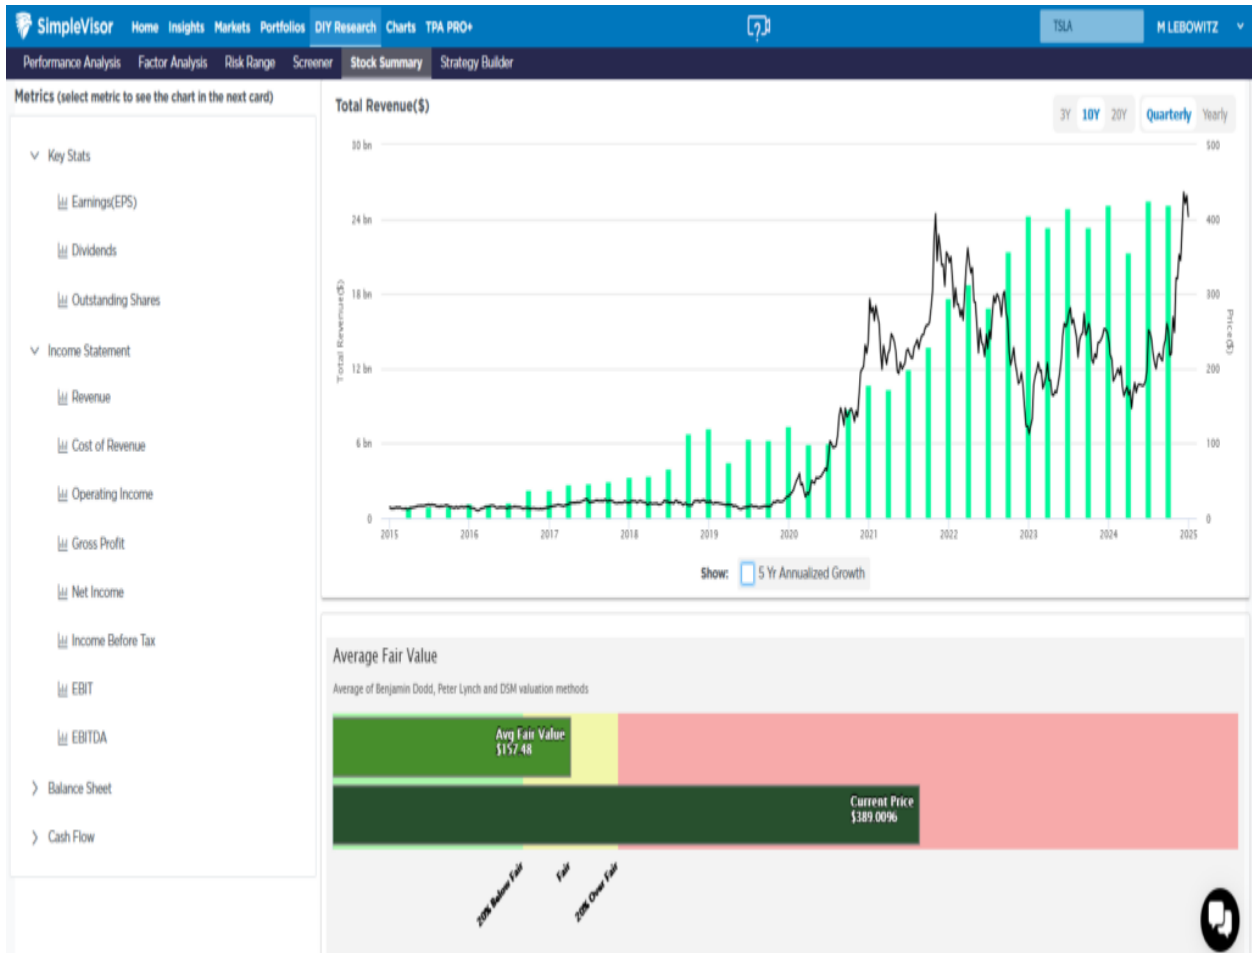 SimpleVisor Home Insights Markets Portfolios DIY Research Charts TPA PRO+ TSLA M LEBOWITZ
Performance Analysis Factor Analysis Risk Range Screener Stock Summary Strategy Builder
Metrics (select metric to see the chart in the next card)
Key Stats
Earnings(EPS)
Dividends
Outstanding Shares
Income Statement
Revenue
Cost of Revenue
Operating Income
Gross Profit
Net Income
Income Before Tax
EBIT
EBITDA
Balance Sheet
Cash Flow
Total Revenue($)
3Y 10Y 20Y Quarterly Yearly
30 bn
24 bn
18 bn
12 bn
6 bn
0
Total Revenue($)
500
400
300
200
100
0
Price($)
2015 2016 2017 2018 2019 2020 2021 2022 2023 2024 2025
Show: 5 Yr Annualized Growth
Average Fair Value
Average of Benjamin Dodd, Peter Lynch and DSM valuation methods
Avg Fair Value
$157.48
Current Price
$389.0096
20% Below Fair
Fair
20% Over Fair